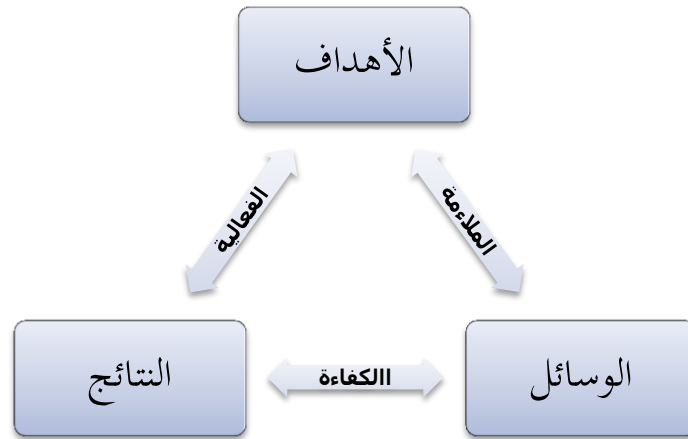 الأهداف
الملاءمة
الفعالية
الوسائل
االكفاءة
النتائج